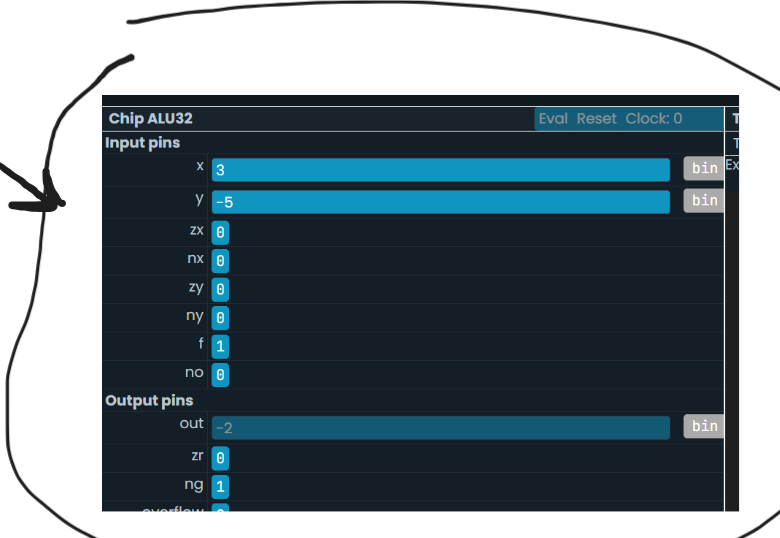 Chip ALU32 Eval Reset Clock: 0 T
Input pins T
x 3 bin Ex
y -5 bin
zx 0
nx 0
zy 0
ny 0
f 1
no 0
Output pins
out -2 bin
zr 0
ng 1
overflow